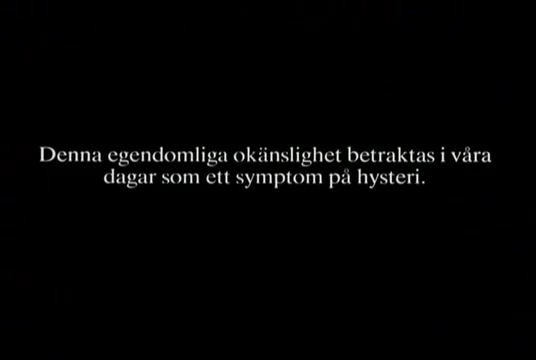 Denna egendomliga okänslighet betraktas i våra
dagar som ett symptom på hysteri.